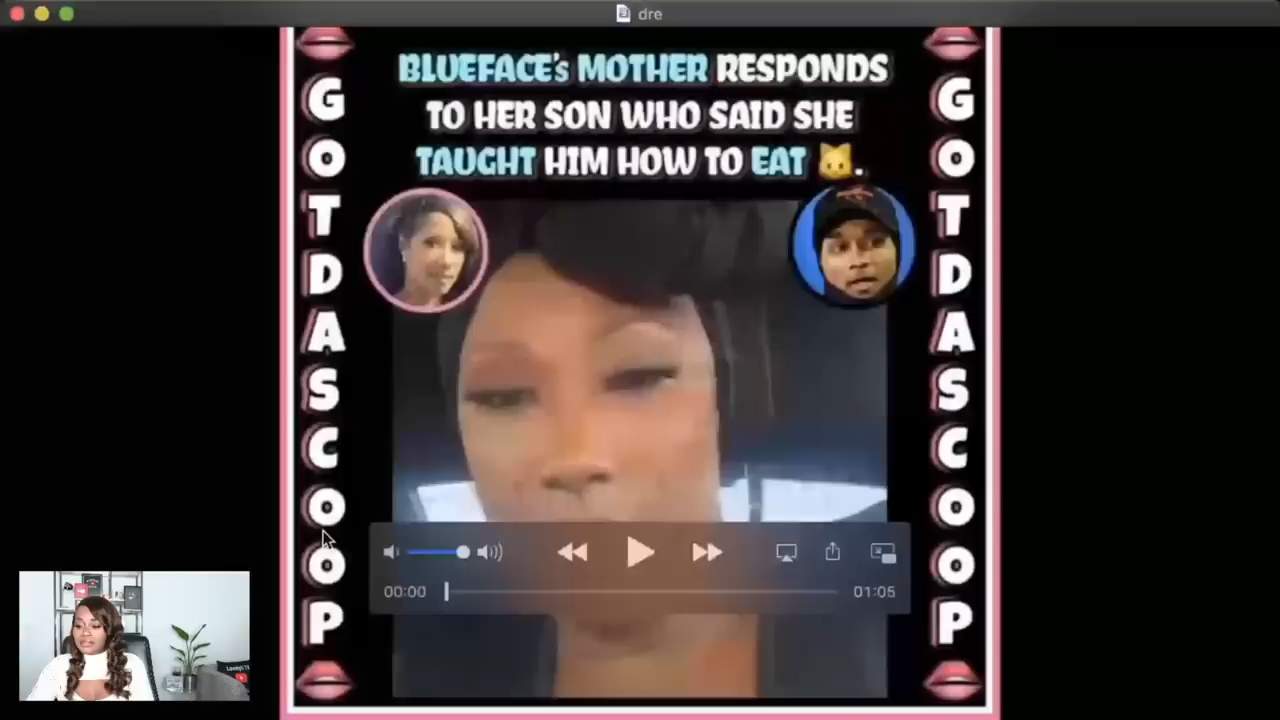 dre
BLUEFACE's MOTHER RESPONDS
TO HER SON WHO SAID SHE
TAUGHT HIM HOW TO EAT 🐱.
GOTDASCOOP
GOTDASCOOP
00:00
01:05